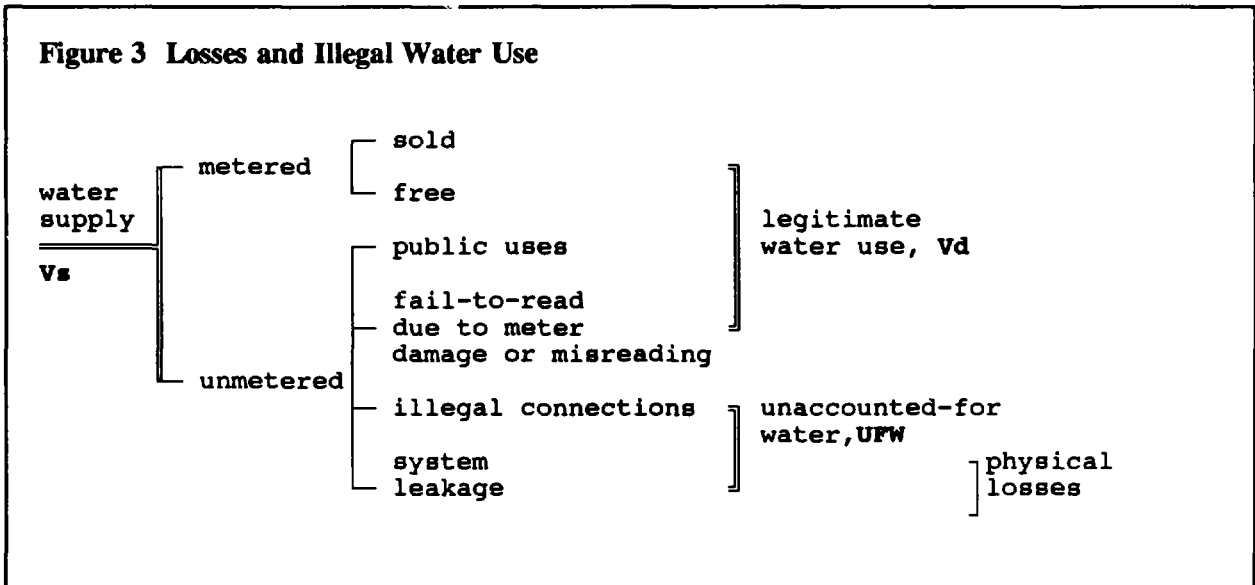 Figure 3 Losses and Illegal Water Use
sold
metered
free
water
supply
Vs
legitimate
water use, Vd
public uses
fail-to-read
due to meter
damage or misreading
unmetered
illegal connections
unaccounted-for
water,UFW
system
leakage
physical
losses